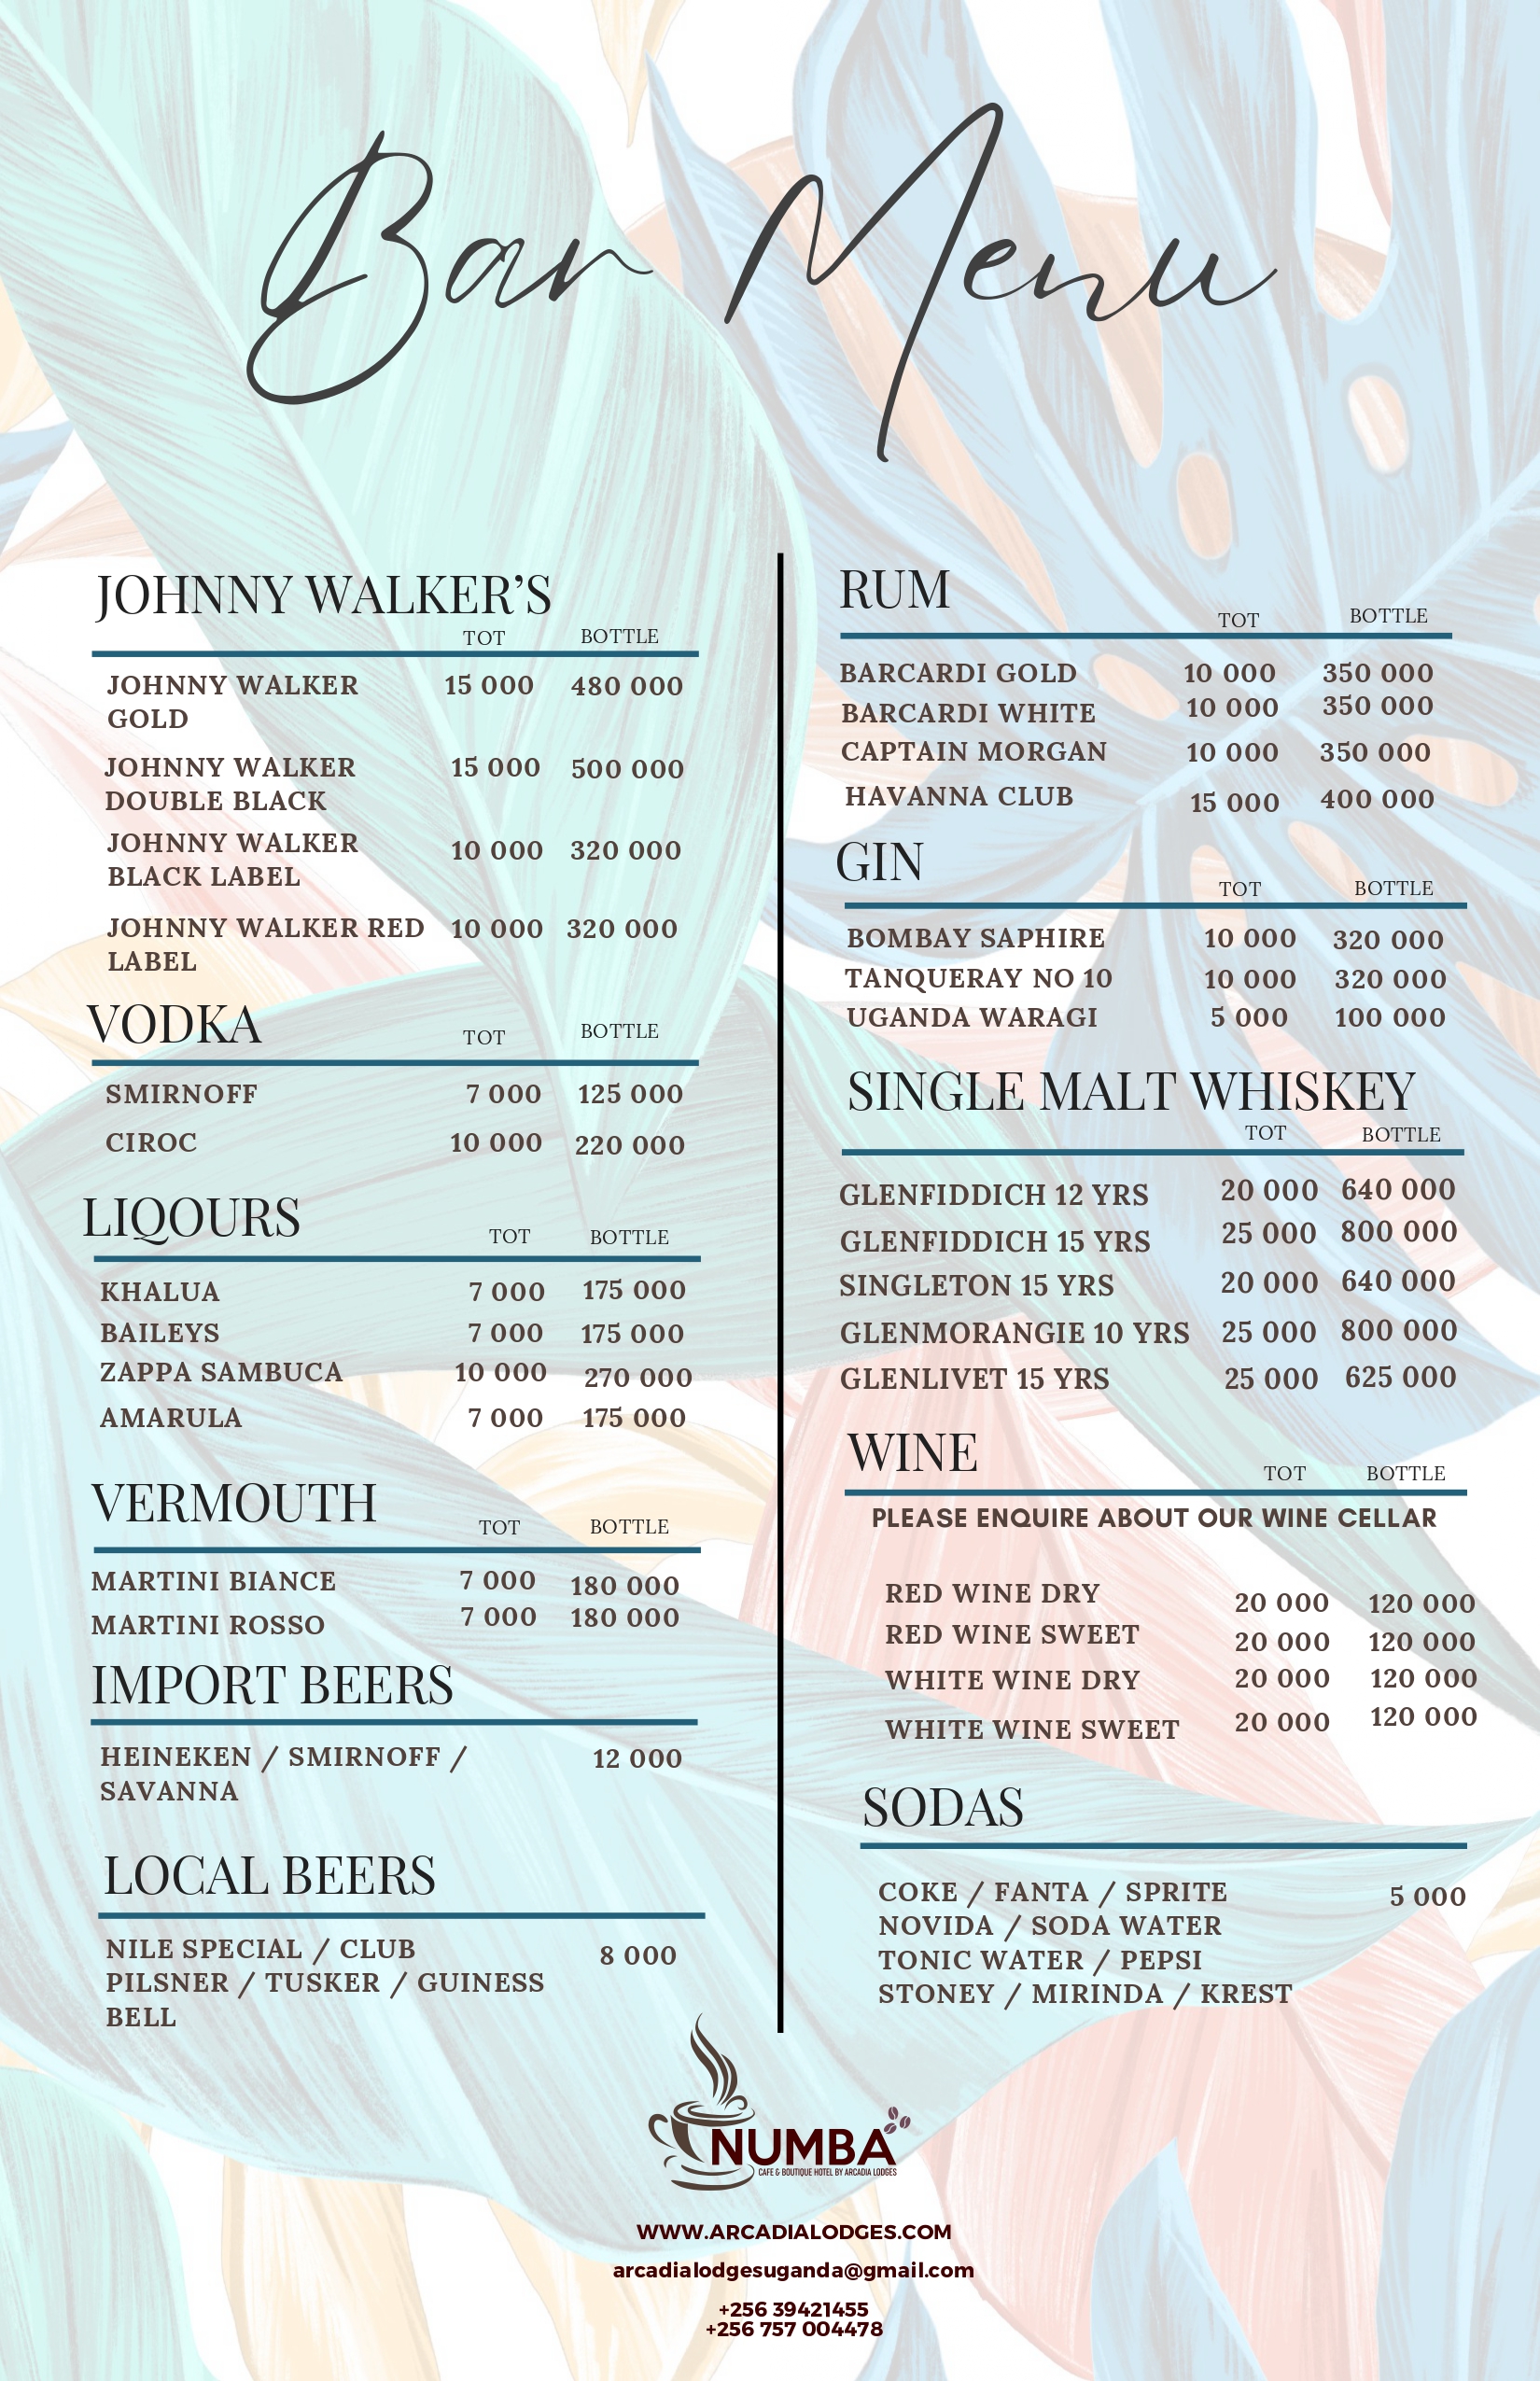 Bar Menu
JOHNNY WALKER'S
TOT BOTTLE
JOHNNY WALKER 15 000 480 000
GOLD
JOHNNY WALKER 15 000 500 000
DOUBLE BLACK
JOHNNY WALKER 10 000 320 000
BLACK LABEL
JOHNNY WALKER RED 10 000 320 000
LABEL
VODKA TOT BOTTLE
SMIRNOFF 7 000 125 000
CIROC 10 000 220 000
LIQOURS TOT BOTTLE
KHALUA 7 000 175 000
BAILEYS 7 000 175 000
ZAPPA SAMBUCA 10 000 270 000
AMARULA 7 000 175 000
VERMOUTH TOT BOTTLE
MARTINI BIANCE 7 000 180 000
MARTINI ROSSO 7 000 180 000
IMPORT BEERS
HEINEKEN / SMIRNOFF / 12 000
SAVANNA
LOCAL BEERS
NILE SPECIAL / CLUB 8 000
PILSNER / TUSKER / GUINESS
BELL
RUM TOT BOTTLE
BARCARDI GOLD 10 000 350 000
BARCARDI WHITE 10 000 350 000
CAPTAIN MORGAN 10 000 350 000
HAVANNA CLUB 15 000 400 000
GIN TOT BOTTLE
BOMBAY SAPHIRE 10 000 320 000
TANQUERAY NO 10 10 000 320 000
UGANDA WARAGI 5 000 100 000
SINGLE MALT WHISKEY
TOT BOTTLE
GLENFIDDICH 12 YRS 20 000 640 000
GLENFIDDICH 15 YRS 25 000 800 000
SINGLETON 15 YRS 20 000 640 000
GLENMORANGIE 10 YRS 25 000 800 000
GLENLIVET 15 YRS 25 000 625 000
WINE TOT BOTTLE
PLEASE ENQUIRE ABOUT OUR WINE CELLAR
RED WINE DRY 20 000 120 000
RED WINE SWEET 20 000 120 000
WHITE WINE DRY 20 000 120 000
WHITE WINE SWEET 20 000 120 000
SODAS
COKE / FANTA / SPRITE 5 000
NOVIDA / SODA WATER
TONIC WATER / PEPSI
STONEY / MIRINDA / KREST
NUMBA
CAFE & BOUTIQUE HOTEL BY ARCADIA LODGES
WWW.ARCADIALODGES.COM
arcadialodgesuganda@gmail.com
+256 39421455
+256 757 004478